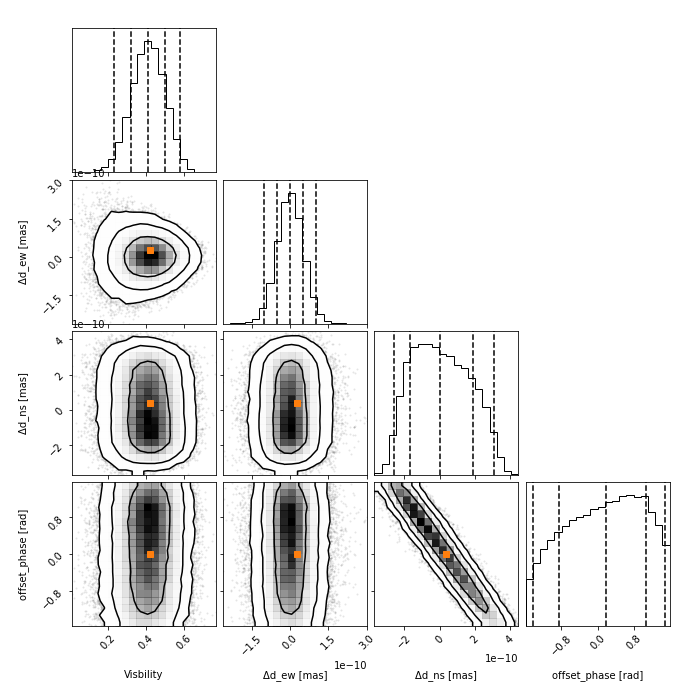 1e−10
3.0
1.5
0.0
−1.5
Δd_ew [mas]
1e−10
4
2
0
−2
Δd_ns [mas]
0.8
0.0
−0.8
offset_phase [rad]
0.2
0.4
0.6
Visbility
−1.5
0.0
1.5
3.0
1e−10
Δd_ew [mas]
−2
0
2
4
1e−10
Δd_ns [mas]
−0.8
0.0
0.8
offset_phase [rad]